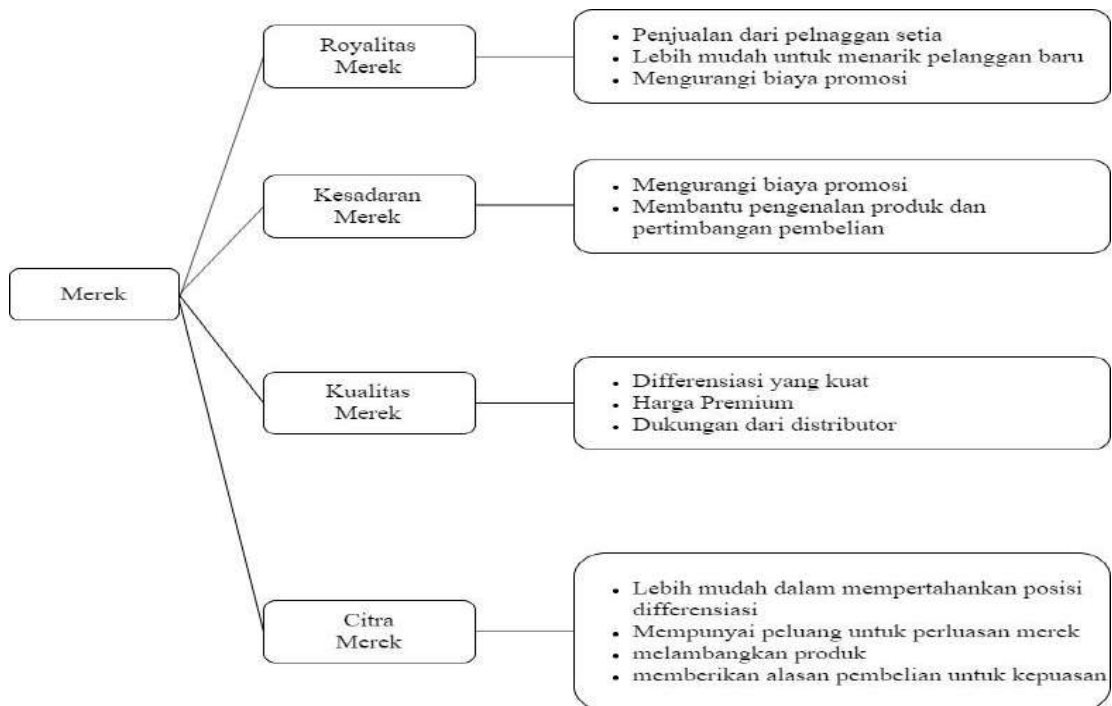 Royalitas
Merek
• Penjualan dari pelnaggan setia
• Lebih mudah untuk menarik pelanggan baru
• Mengurangi biaya promosi
Kesadaran
Merek
• Mengurangi biaya promosi
• Membantu pengenalan produk dan
pertimbangan pembelian
Merek
Kualitas
Merek
• Differensiasi yang kuat
• Harga Premium
• Dukungan dari distributor
Citra
Merek
• Lebih mudah dalam mempertahankan posisi
differensiasi
• Mempunyai peluang untuk perluasan merek
• melambangkan produk
• memberikan alasan pembelian untuk kepuasan